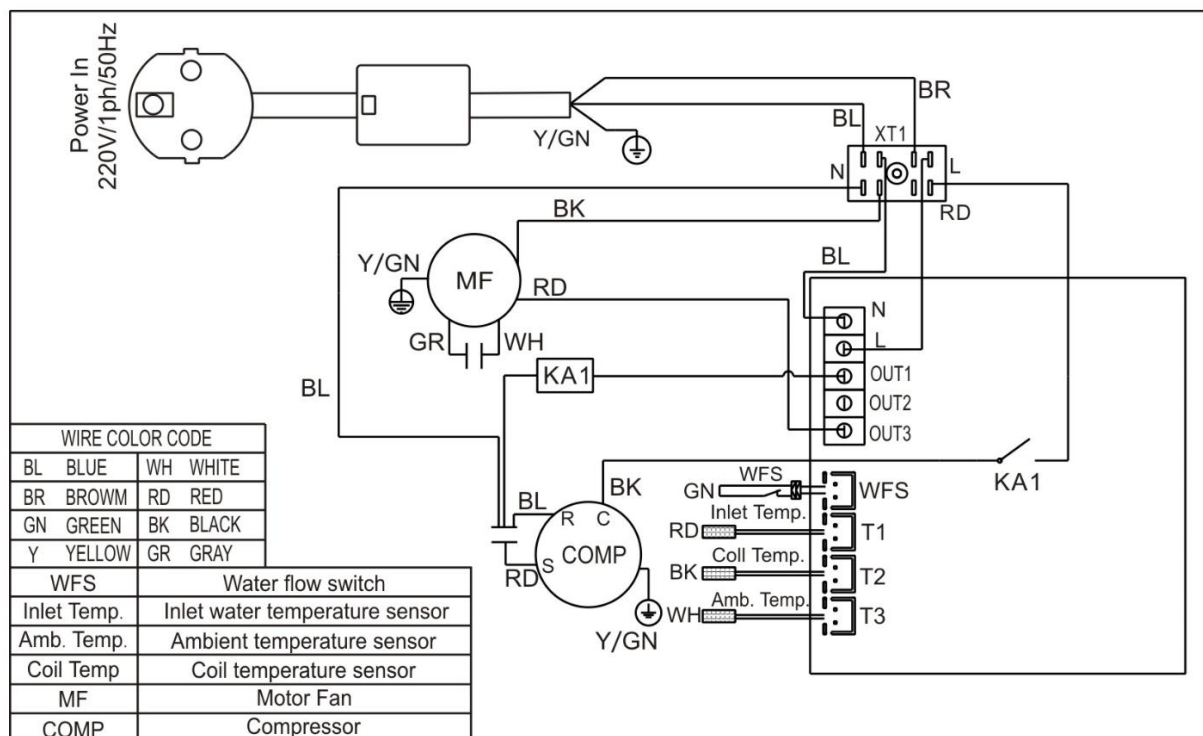 Power In
220V/1ph/50Hz
BR
BL
XT1
Y/GN
N
L
RD
BK
BL
Y/GN
MF
RD
N
L
GR
WH
KA1
OUT1
BL
OUT2
OUT3
WIRE COLOR CODE
BL BLUE WH WHITE
BR BROWM RD RED
GN GREEN BK BLACK
Y YELLOW GR GRAY
WFS Water flow switch
Inlet Temp. Inlet water temperature sensor
Amb. Temp. Ambient temperature sensor
Coil Temp Coil temperature sensor
MF Motor Fan
COMP Compressor
BK
KA1
WFS
GN
WFS
BL
R
C
Inlet Temp.
RD
T1
COMP
Coll Temp.
RD
S
BK
T2
Amb. Temp.
WH
T3
Y/GN